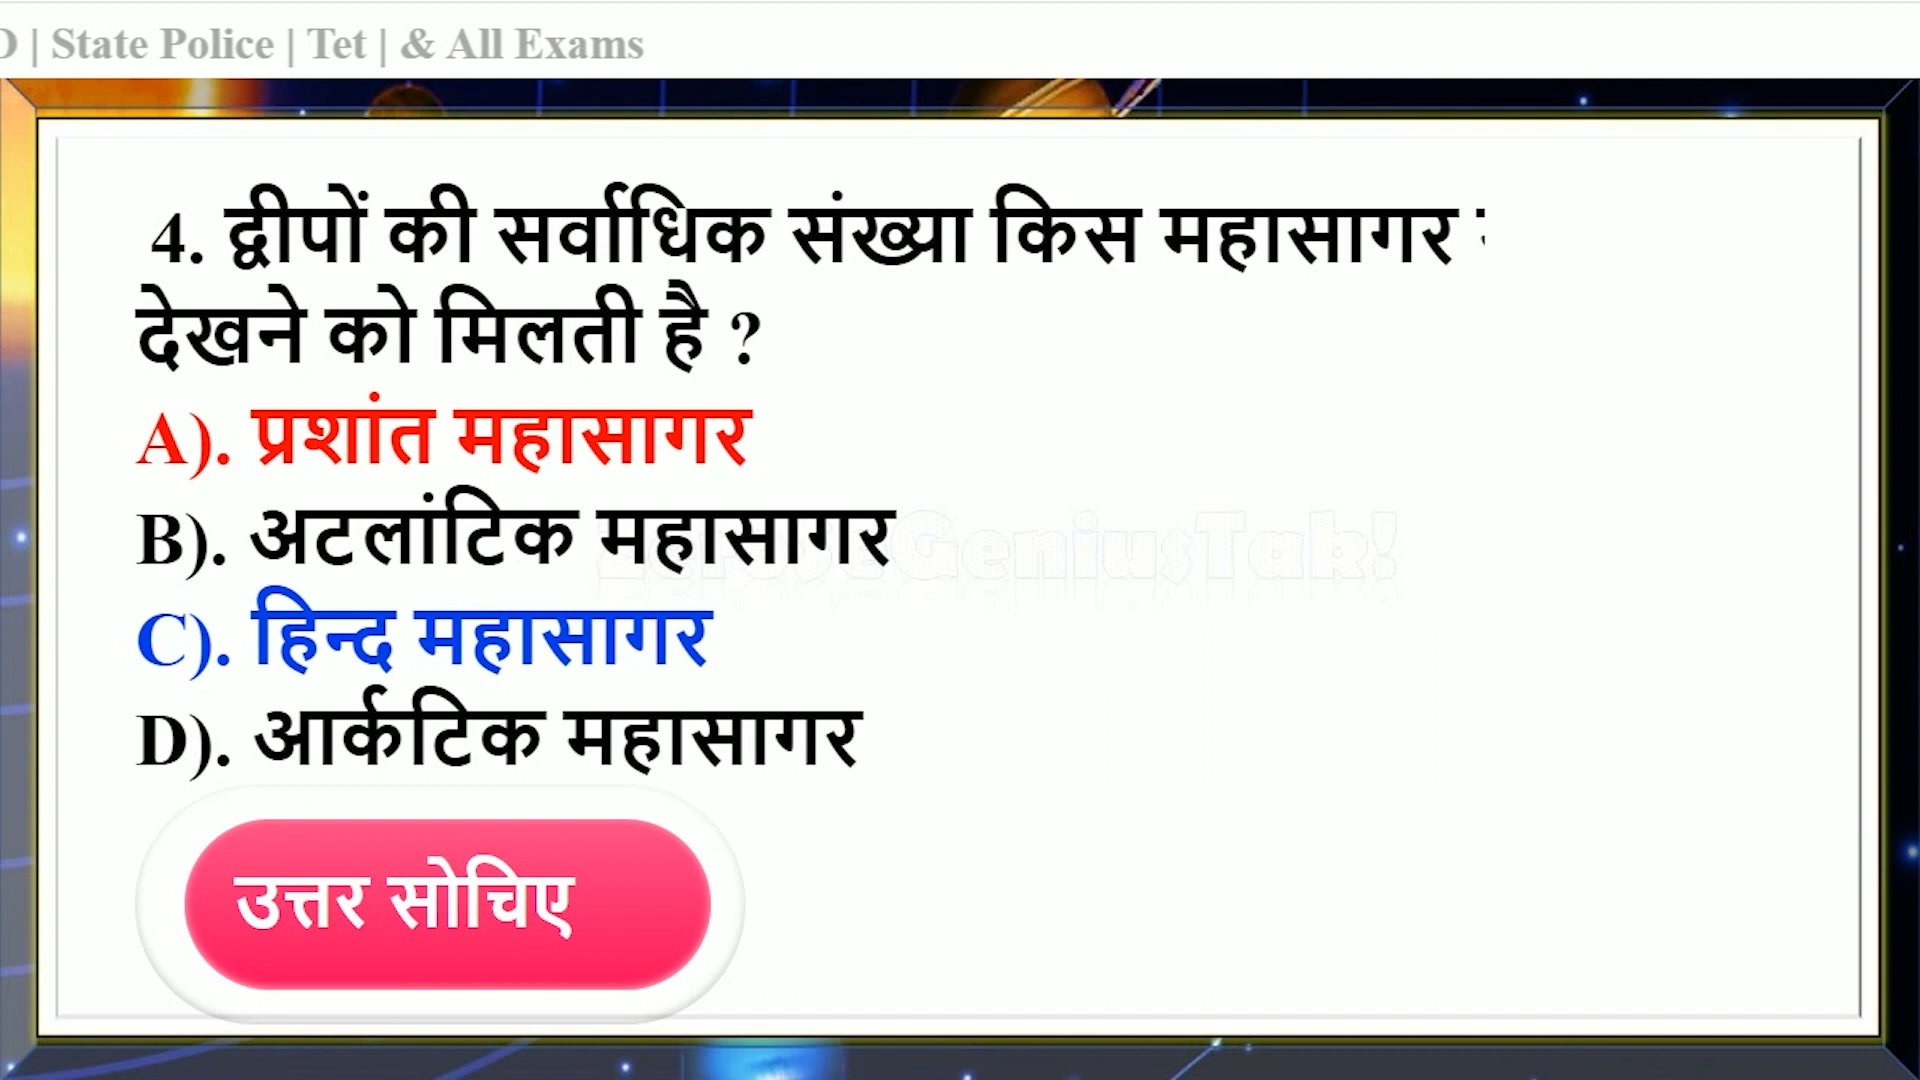 | State Police | Tet | & All Exams
4. द्वीपों की सर्वाधिक संख्या किस महासागर
देखने को मिलती है ?
A). प्रशांत महासागर
B). अटलांटिक महासागर
C). हिन्द महासागर
D). आर्कटिक महासागर
उत्तर सोचिए